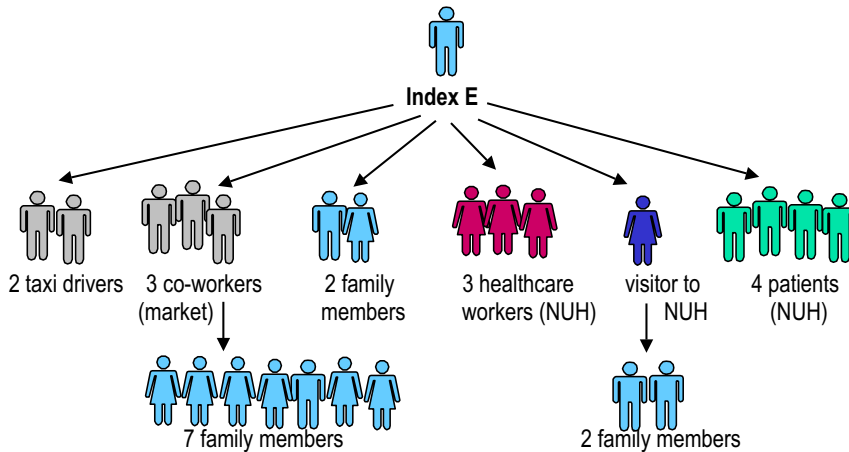 Index E
2 taxi drivers
3 co-workers
(market)
2 family
members
3 healthcare
workers (NUH)
visitor to
NUH
4 patients
(NUH)
7 family members
2 family members